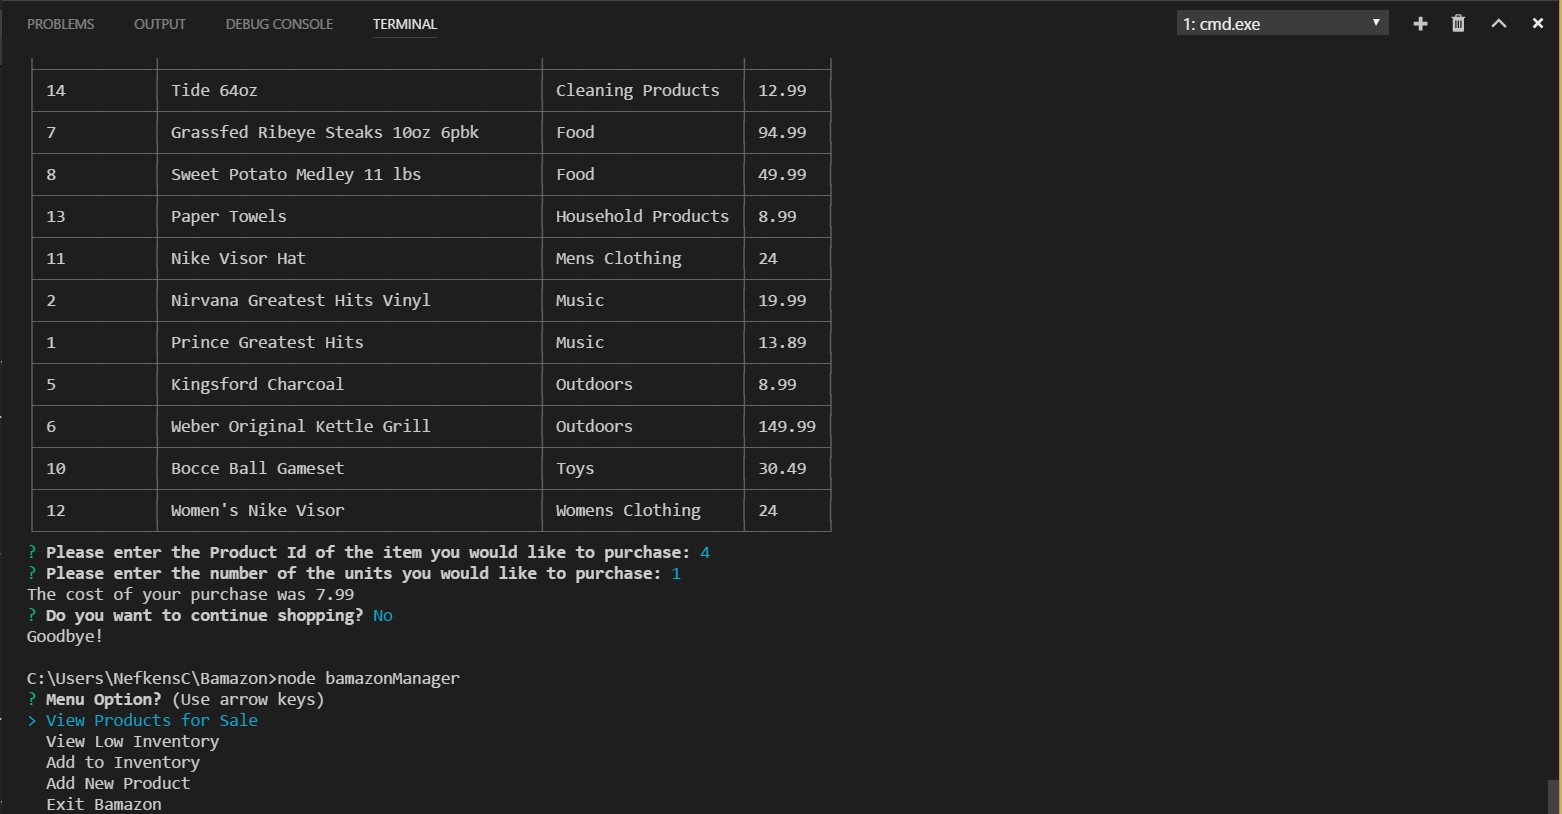 PROBLEMS OUTPUT DEBUG CONSOLE TERMINAL 1: cmd.exe
14 Tide 64oz Cleaning Products 12.99
7 Grassfed Ribeye Steaks 10oz 6pbk Food 94.99
8 Sweet Potato Medley 11 lbs Food 49.99
13 Paper Towels Household Products 8.99
11 Nike Visor Hat Mens Clothing 24
2 Nirvana Greatest Hits Vinyl Music 19.99
1 Prince Greatest Hits Music 13.89
5 Kingsford Charcoal Outdoors 8.99
6 Weber Original Kettle Grill Outdoors 149.99
10 Bocce Ball Gameset Toys 30.49
12 Women's Nike Visor Womens Clothing 24
? Please enter the Product Id of the item you would like to purchase: 4
? Please enter the number of the units you would like to purchase: 1
The cost of your purchase was 7.99
? Do you want to continue shopping? No
Goodbye!
C:\Users\NefkensC\Bamazon>node bamazonManager
? Menu Option? (Use arrow keys)
> View Products for Sale
View Low Inventory
Add to Inventory
Add New Product
Exit Bamazon